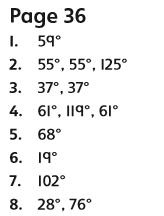 Page 36
1. 59°
2. 55°, 55°, 125°
3. 37°, 37°
4. 61°, 119°, 61°
5. 68°
6. 19°
7. 102°
8. 28°, 76°